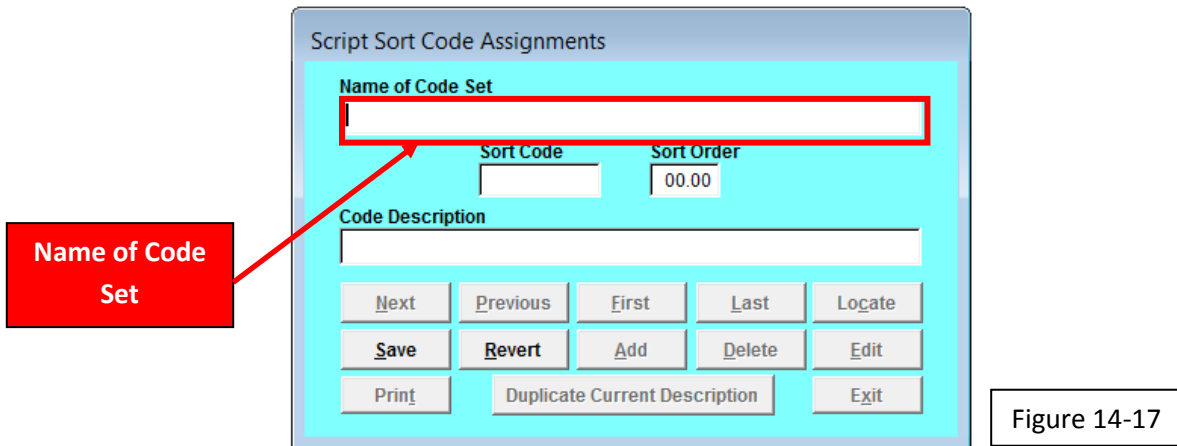 Script Sort Code Assignments
Name of Code Set
Sort Code Sort Order
00.00
Code Description
Name of Code
Set
Next Previous First Last Locate
Save Revert Add Delete Edit
Print Duplicate Current Description Exit
Figure 14-17